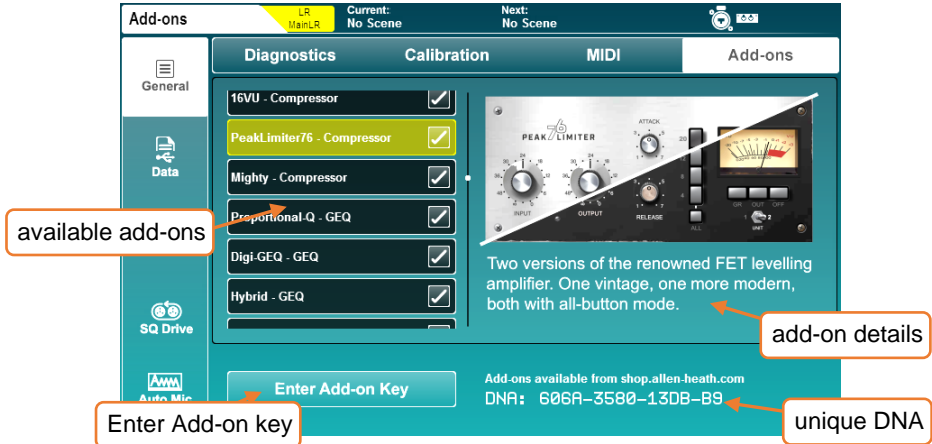 Add-ons
LR
MainLR
Current:
No Scene
Next:
No Scene
General
Diagnostics
Calibration
MIDI
Add-ons
16VU - Compressor
PeakLimiter76 - Compressor
Mighty - Compressor
Proportional-Q - GEQ
Digi-GEQ - GEQ
Hybrid - GEQ
Data
SQ Drive
Auto Mic
PEAK 76 LIMITER
ATTACK
INPUT
OUTPUT
RELEASE
ALL
GR OUT OFF
1 2
UNIT
Two versions of the renowned FET levelling
amplifier. One vintage, one more modern,
both with all-button mode.
Enter Add-on Key
Add-ons available from shop.allen-heath.com
DNA: 606A-3580-13DB-B9
available add-ons
add-on details
Enter Add-on key
unique DNA